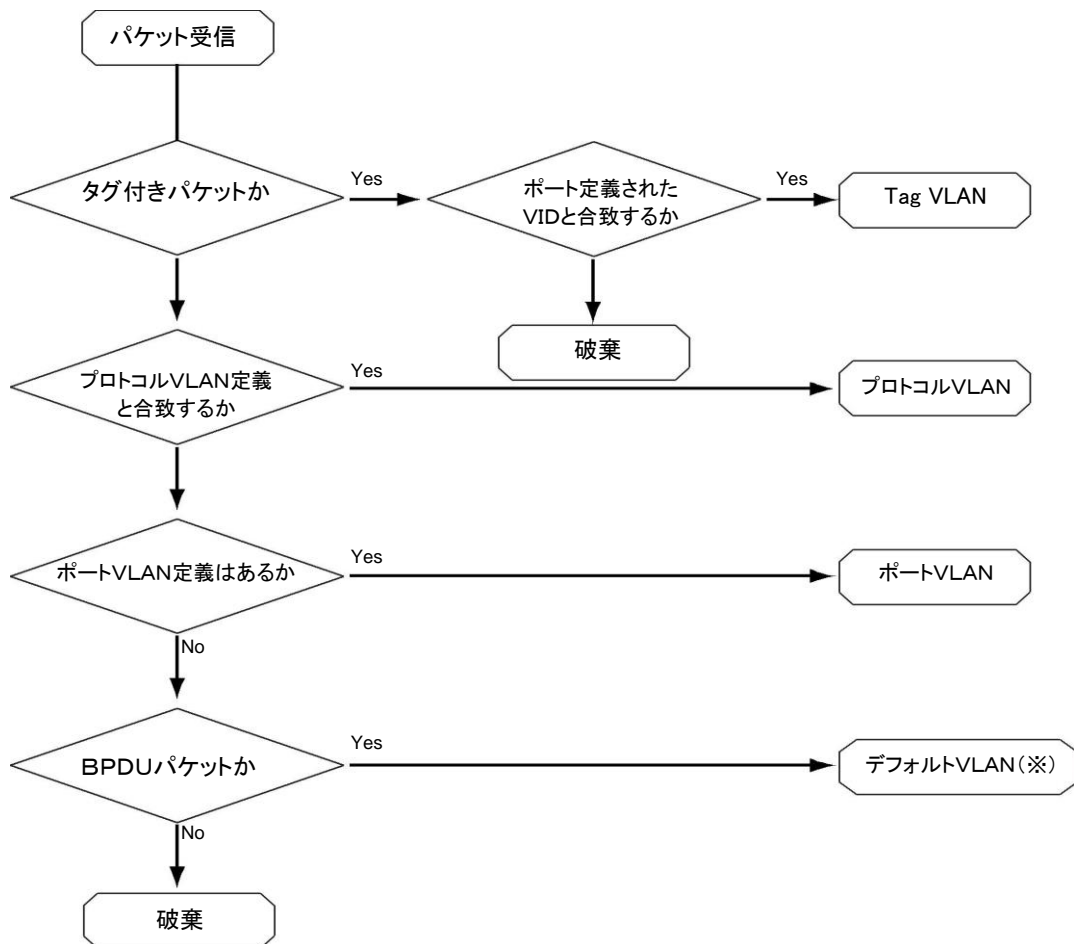 パケット受信
タグ付きパケットか
Yes
ポート定義された
VIDと合致するか
Yes
Tag VLAN
破棄
プロトコルVLAN定義
と合致するか
Yes
プロトコルVLAN
ポートVLAN定義はあるか
Yes
ポートVLAN
No
BPDUパケットか
Yes
デフォルトVLAN(※)
No
破棄